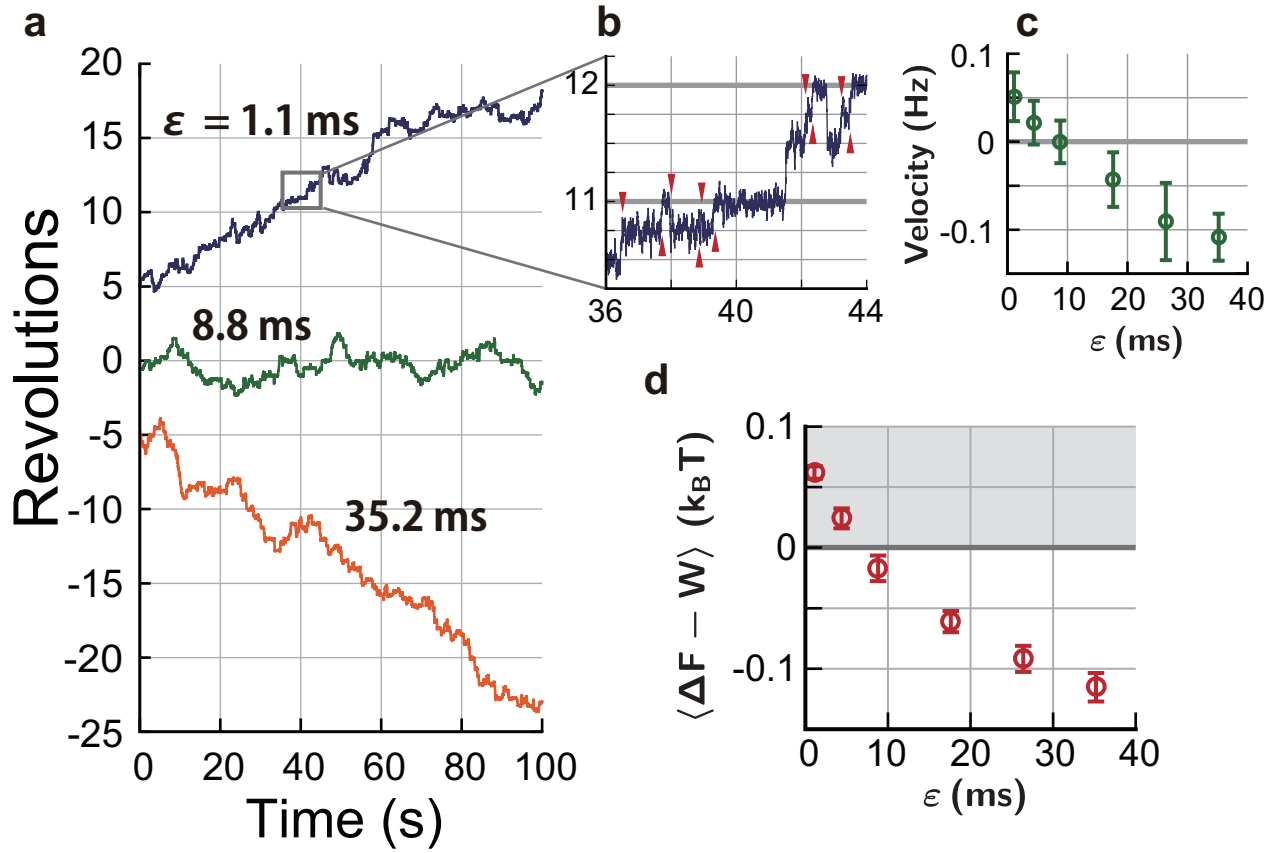 a
20
15
10
5
0
-5
-10
-15
-20
-25
Revolutions
ε = 1.1 ms
8.8 ms
35.2 ms
0 20 40 60 80 100
Time (s)
b
12
11
36 40 44
c
0.1
0
-0.1
Velocity (Hz)
0 10 20 30 40
ε (ms)
d
0.1
0
-0.1
⟨ΔF − W⟩ (k_BT)
0 10 20 30 40
ε (ms)